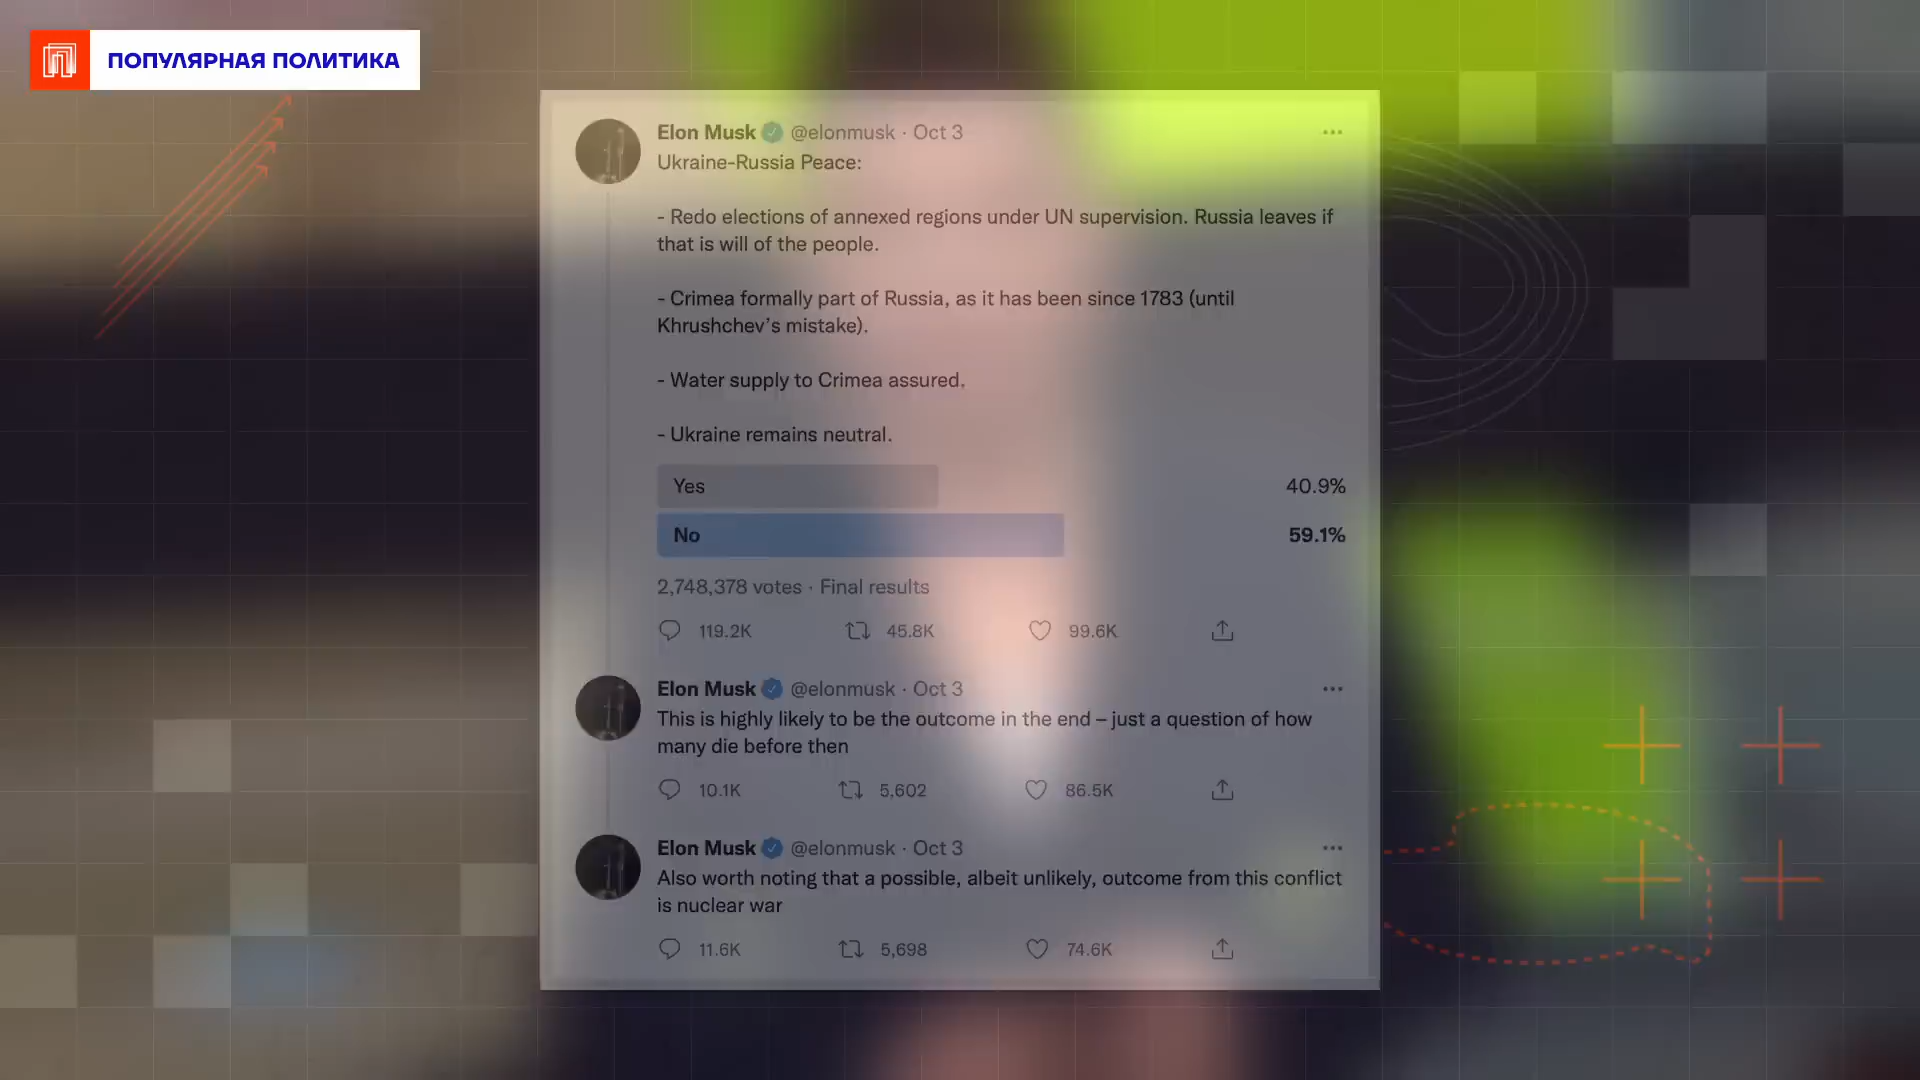 ПОПУЛЯРНАЯ ПОЛИТИКА
Elon Musk @elonmusk · Oct 3
Ukraine-Russia Peace:
- Redo elections of annexed regions under UN supervision. Russia leaves if
that is will of the people.
- Crimea formally part of Russia, as it has been since 1783 (until
Khrushchev’s mistake).
- Water supply to Crimea assured.
- Ukraine remains neutral.
Yes 40.9%
No 59.1%
2,748,378 votes · Final results
119.2K 45.8K 99.6K
Elon Musk @elonmusk · Oct 3
This is highly likely to be the outcome in the end – just a question of how
many die before then
10.1K 5,602 86.5K
Elon Musk @elonmusk · Oct 3
Also worth noting that a possible, albeit unlikely, outcome from this conflict
is nuclear war
11.6K 5,698 74.6K